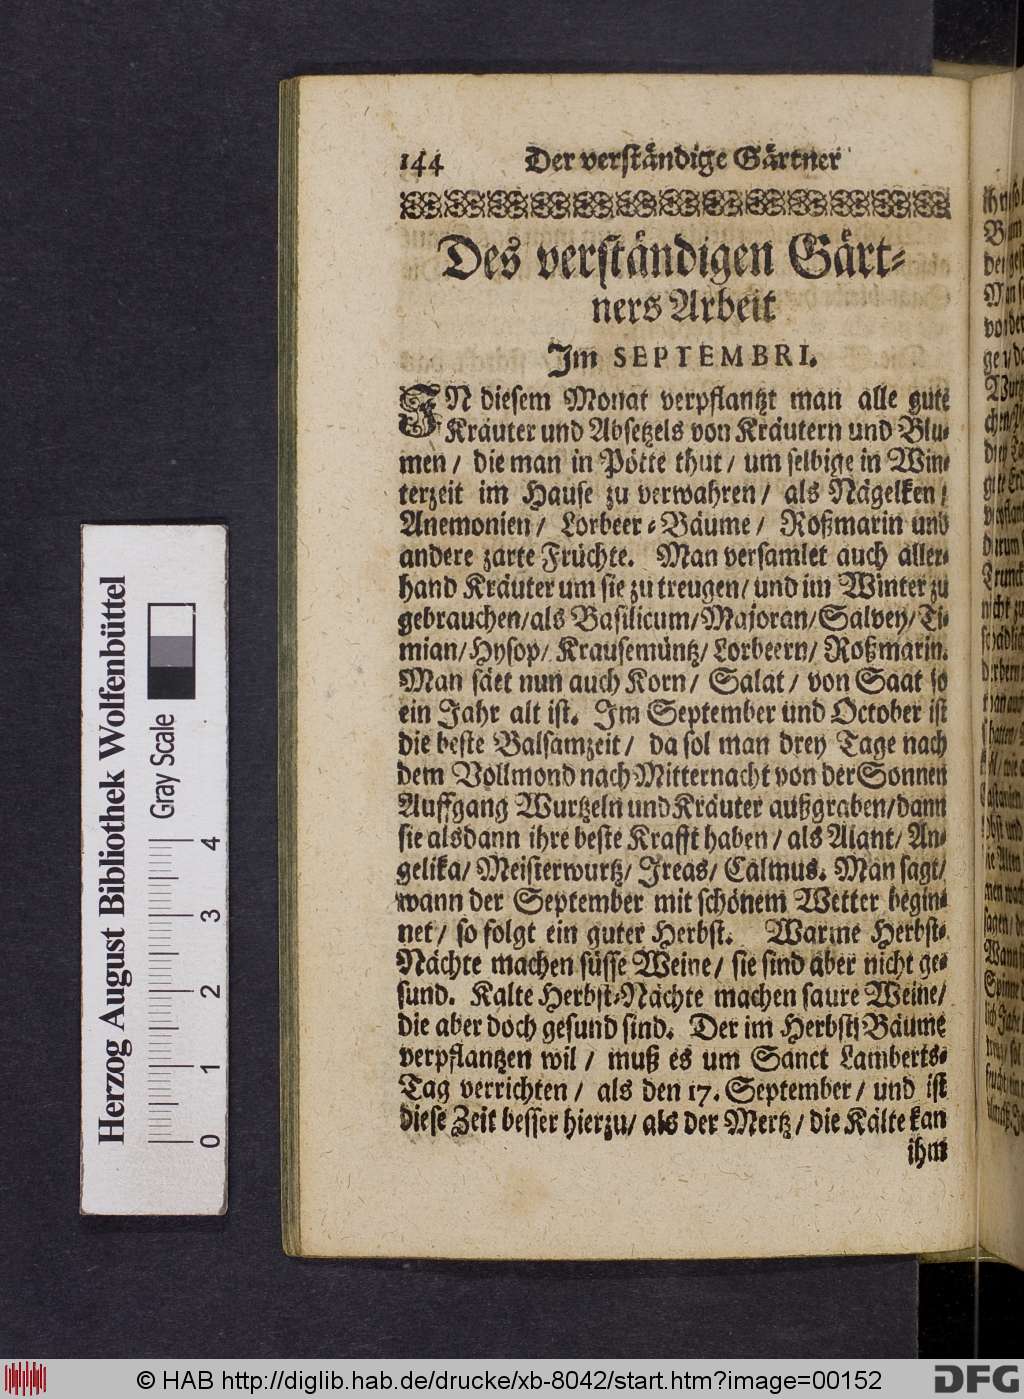 144 Der verständige Gärtner
Des verständigen Gärt⸗
ners Arbeit
Im SEPTEMBRI.
IN diesem Monat verpflantzt man alle gute
Kräuter und Absetzels von Kräutern und Blu⸗
men / die man in Pötte thut / um selbige in Win⸗
terzeit im Hause zu verwahren / als Nägelken /
Anemonien / Lorbeer⸗Bäume / Roßmarin und
andere zarte Früchte. Man versamlet auch aller⸗
hand Kräuter um sie zu treugen / und im Winter zu
gebrauchen / als Basilicum / Majoran / Salvey / Ti⸗
mian / Hysop / Krausemüntz / Lorbeern / Roßmarin.
Man säet nun auch Korn / Salat / von Saat so
ein Jahr alt ist. Im September und October ist
die beste Balsamzeit / da sol man drey Tage nach
dem Vollmond nach Mitternacht von der Sonnen
Auffgang Wurtzeln und Kräuter außgraben / dann
sie alsdann ihre beste Krafft haben / als Alant / An⸗
gelika / Meisterwurtz / Ireas / Calmus. Man sagt /
wann der September mit schönem Wetter begin⸗
net / so folgt ein guter Herbst. Warme Herbst⸗
Nächte machen süsse Weine / sie sind aber nicht ge⸗
sund. Kalte Herbst⸗Nächte machen saure Weine /
die aber doch gesund sind. Der im Herbst Bäume
verpflantzen wil / muß es um Sanct Lamberts⸗
Tag verrichten / als den 17. September / und ist
diese Zeit besser hierzu / als der Mertz / die Kälte kan
ihm
Herzog August Bibliothek Wolfenbüttel
Gray Scale
0 1 2 3 4
© HAB http://diglib.hab.de/drucke/xb-8042/start.htm?image=00152
DFG